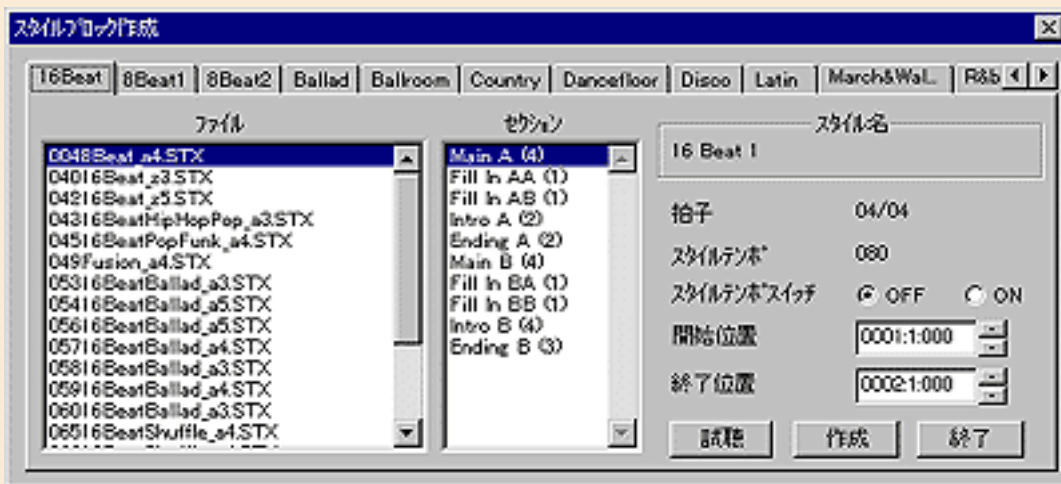 スタイルブロック作成
16Beat 8Beat1 8Beat2 Ballad Ballroom Country Dancefloor Disco Latin March&Wal... R&b
ファイル
0048Beat_a4.STX
04016Beat_z3.STX
04216Beat_z5.STX
04316BeatHipHopPop_a3.STX
04516BeatPopFunk_a4.STX
049Fusion_a4.STX
05316BeatBallad_a3.STX
05416BeatBallad_a5.STX
05616BeatBallad_a5.STX
05716BeatBallad_a4.STX
05816BeatBallad_a3.STX
05916BeatBallad_a4.STX
06016BeatBallad_a3.STX
06516BeatShuffle_a4.STX
セクション
Main A (4)
Fill In AA (1)
Fill In AB (1)
Intro A (2)
Ending A (2)
Main B (4)
Fill In BA (1)
Fill In BB (1)
Intro B (4)
Ending B (3)
スタイル名
16 Beat 1
拍子 04/04
スタイルテンポ 080
スタイルテンポスイッチ OFF ON
開始位置 0001:1:000
終了位置 0002:1:000
試聴 作成 終了